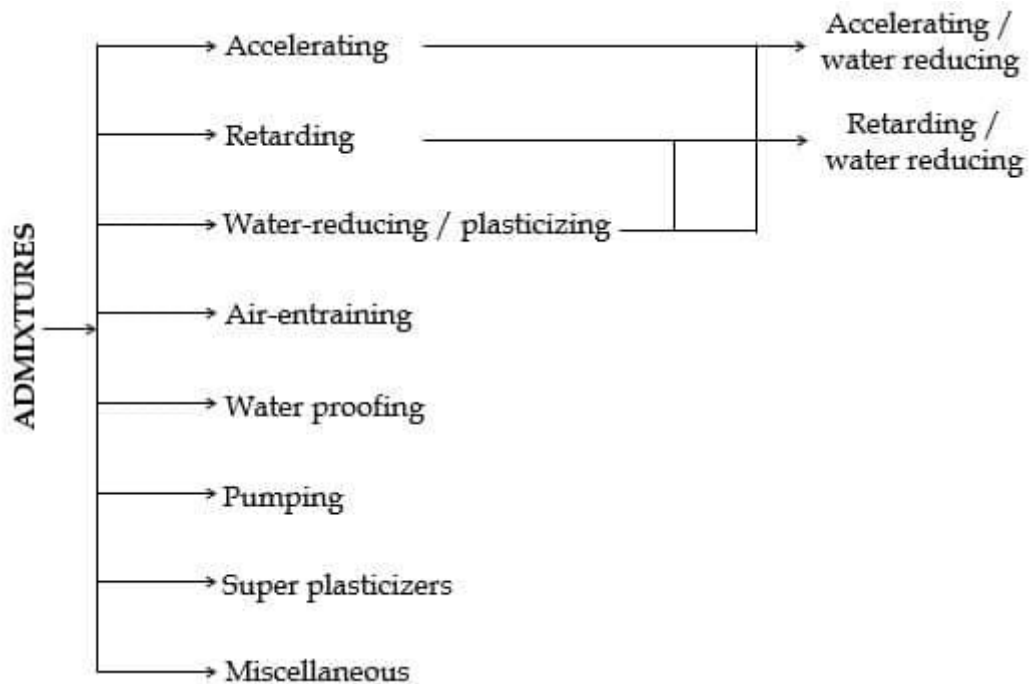 ADMIXTURES
Accelerating
Retarding
Water-reducing / plasticizing
Air-entraining
Water proofing
Pumping
Super plasticizers
Miscellaneous
Accelerating /
water reducing
Retarding /
water reducing